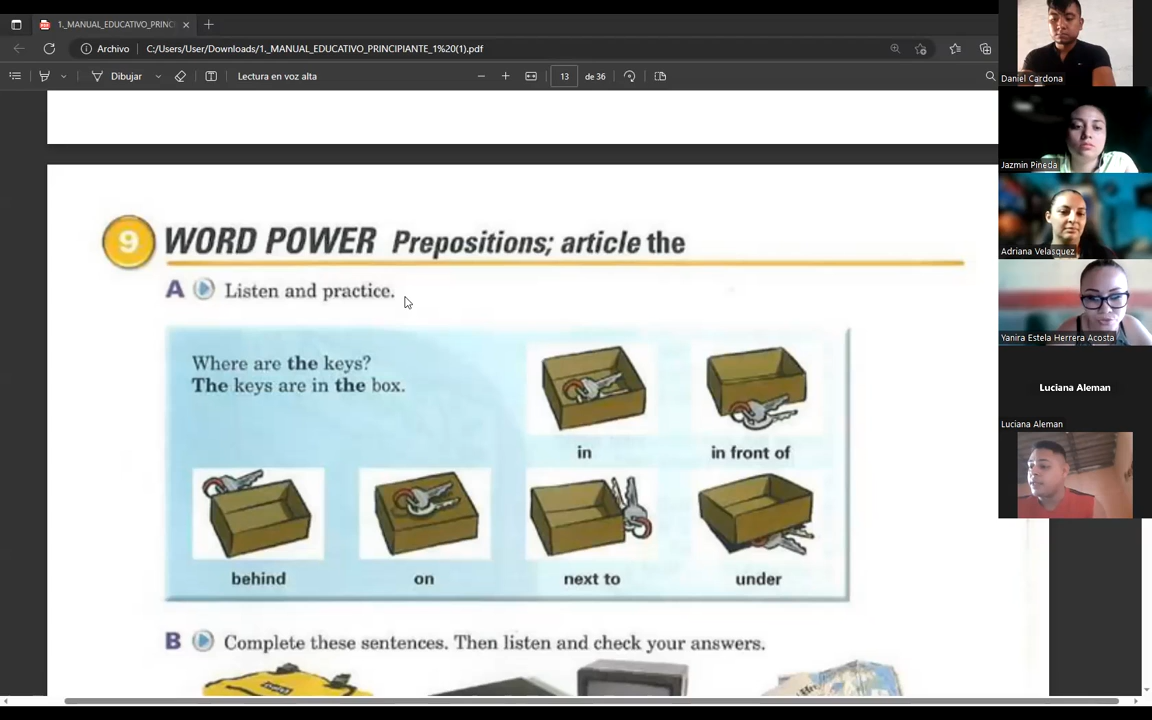 1._MANUAL_EDUCATIVO_PRINC
Archivo
C:/Users/User/Downloads/1._MANUAL_EDUCATIVO_PRINCIPIANTE_1%20(1).pdf
Dibujar
Lectura en voz alta
13
de 36
9 WORD POWER Prepositions; article the
A Listen and practice.
Where are the keys?
The keys are in the box.
in
in front of
behind
on
next to
under
B Complete these sentences. Then listen and check your answers.
Daniel Cardona
Jazmin Pineda
Adriana Velasquez
Yanira Estela Herrera Acosta
Luciana Aleman
Luciana Aleman